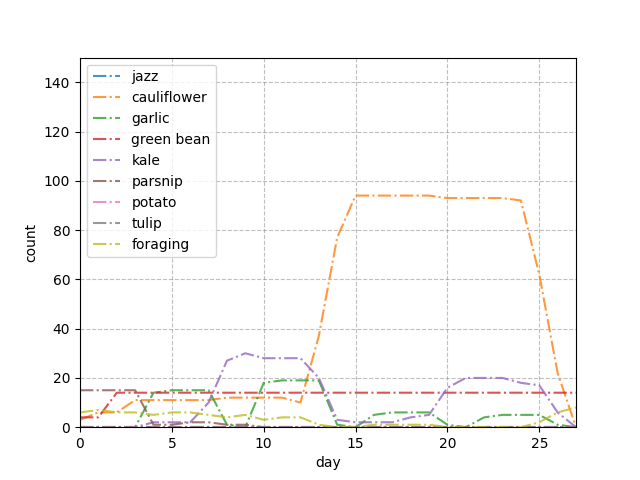 140
120
100
80
60
40
20
0
count
jazz
cauliflower
garlic
green bean
kale
parsnip
potato
tulip
foraging
0 5 10 15 20 25
day